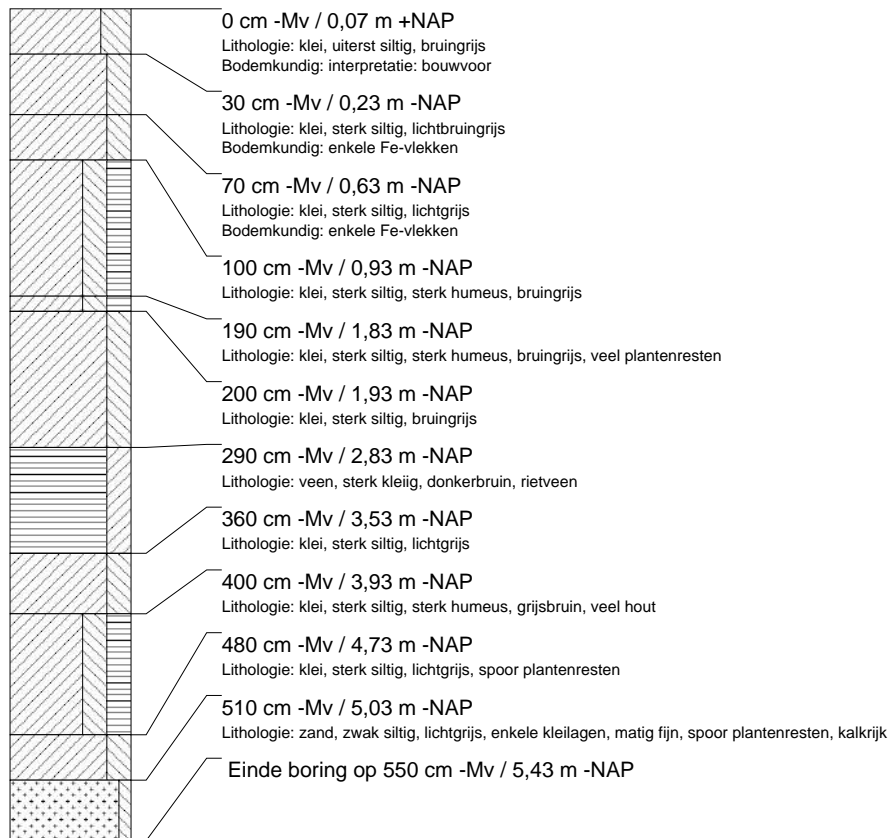 0 cm -Mv / 0,07 m +NAP
Lithologie: klei, uiterst siltig, bruingrijs
Bodemkundig: interpretatie: bouwvoor
30 cm -Mv / 0,23 m -NAP
Lithologie: klei, sterk siltig, lichtbruingrijs
Bodemkundig: enkele Fe-vlekken
70 cm -Mv / 0,63 m -NAP
Lithologie: klei, sterk siltig, lichtgrijs
Bodemkundig: enkele Fe-vlekken
100 cm -Mv / 0,93 m -NAP
Lithologie: klei, sterk siltig, sterk humeus, bruingrijs
190 cm -Mv / 1,83 m -NAP
Lithologie: klei, sterk siltig, sterk humeus, bruingrijs, veel plantenresten
200 cm -Mv / 1,93 m -NAP
Lithologie: klei, sterk siltig, bruingrijs
290 cm -Mv / 2,83 m -NAP
Lithologie: veen, sterk kleiig, donkerbruin, rietveen
360 cm -Mv / 3,53 m -NAP
Lithologie: klei, sterk siltig, lichtgrijs
400 cm -Mv / 3,93 m -NAP
Lithologie: klei, sterk siltig, sterk humeus, grijsbruin, veel hout
480 cm -Mv / 4,73 m -NAP
Lithologie: klei, sterk siltig, lichtgrijs, spoor plantenresten
510 cm -Mv / 5,03 m -NAP
Lithologie: zand, zwak siltig, lichtgrijs, enkele kleilagen, matig fijn, spoor plantenresten, kalkrijk
Einde boring op 550 cm -Mv / 5,43 m -NAP